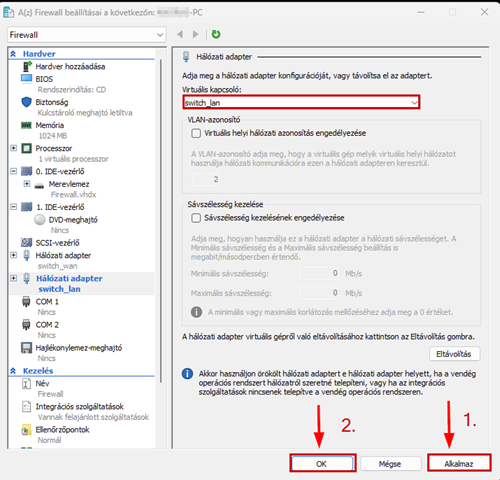 A(z) Firewall beállításai a következőn: -PC
Firewall
Hardver
Hardver hozzáadása
BIOS
Rendszerindítás: CD
Biztonság
Kulcstároló meghajtó letiltva
Memória
1024 MB
Processzor
1 virtuális processzor
0. IDE-vezérlő
Merevlemez
Firewall.vhdx
1. IDE-vezérlő
DVD-meghajtó
Nincs
SCSI-vezérlő
Hálózati adapter
switch_wan
Hálózati adapter
switch_lan
COM 1
Nincs
COM 2
Nincs
Hajlékonylemez-meghajtó
Nincs
Kezelés
Név
Firewall
Integrációs szolgáltatások
Vannak felajánlott szolgáltatások
Ellenőrzőpontok
Normál
Hálózati adapter
Adja meg a hálózati adapter konfigurációját, vagy távolítsa el az adaptert.
Virtuális kapcsoló:
switch_lan
VLAN-azonosító
Virtuális helyi hálózati azonosítás engedélyezése
A VLAN-azonosító adja meg, hogy a virtuális gép melyik virtuális helyi hálózatot
használja hálózati kommunikációra ezen a hálózati adapteren keresztül.
2
Sávszélesség kezelése
Sávszélesség kezelésének engedélyezése
Adja meg, hogyan használja ez a hálózati adapter a hálózati sávszélességet. A
Minimális sávszélesség és a Maximális sávszélesség beállítás is
megabit/másodpercben értendő.
Minimális sávszélesség: 0 Mb/s
Maximális sávszélesség: 0 Mb/s
A minimális vagy maximális korlátozás mellőzéséhez adja meg a 0 értéket.
A hálózati adapter virtuális gépről való eltávolításához kattintson az Eltávolítás gombra.
Eltávolítás
Akkor használjon örökölt hálózati adaptert e hálózati adapter helyett, ha a vendég
operációs rendszert hálózatról szeretné telepíteni, vagy ha az integrációs
szolgáltatások nincsenek telepítve a vendég operációs rendszeren.
2.
1.
OK
Mégse
Alkalmaz